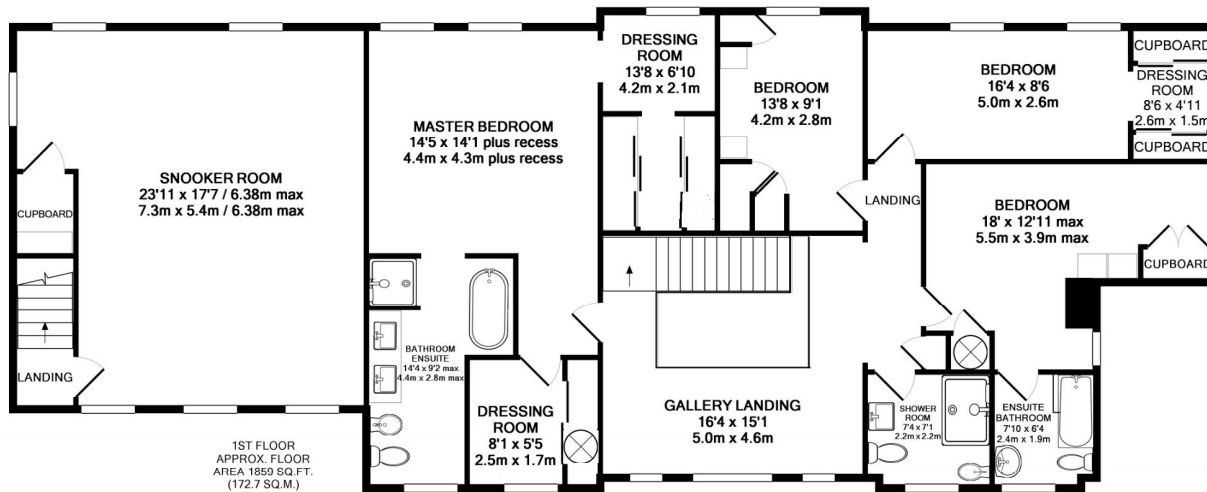 SNOOKER ROOM
23'11 x 17'7 / 6.38m max
7.3m x 5.4m / 6.38m max
CUPBOARD
LANDING
1ST FLOOR
APPROX. FLOOR
AREA 1859 SQ.FT.
(172.7 SQ.M.)
MASTER BEDROOM
14'5 x 14'1 plus recess
4.4m x 4.3m plus recess
BATHROOM
ENSUITE
14'4 x 9'2 max
4.4m x 2.8m max
DRESSING
ROOM
8'1 x 5'5
2.5m x 1.7m
DRESSING
ROOM
13'8 x 6'10
4.2m x 2.1m
BEDROOM
13'8 x 9'1
4.2m x 2.8m
GALLERY LANDING
16'4 x 15'1
5.0m x 4.6m
LANDING
BEDROOM
16'4 x 8'6
5.0m x 2.6m
CUPBOARD
DRESSING
ROOM
8'6 x 4'11
2.6m x 1.5m
CUPBOARD
BEDROOM
18' x 12'11 max
5.5m x 3.9m max
CUPBOARD
SHOWER
ROOM
7'4 x 7'1
2.2m x 2.2m
ENSUITE
BATHROOM
7'10 x 6'4
2.4m x 1.9m